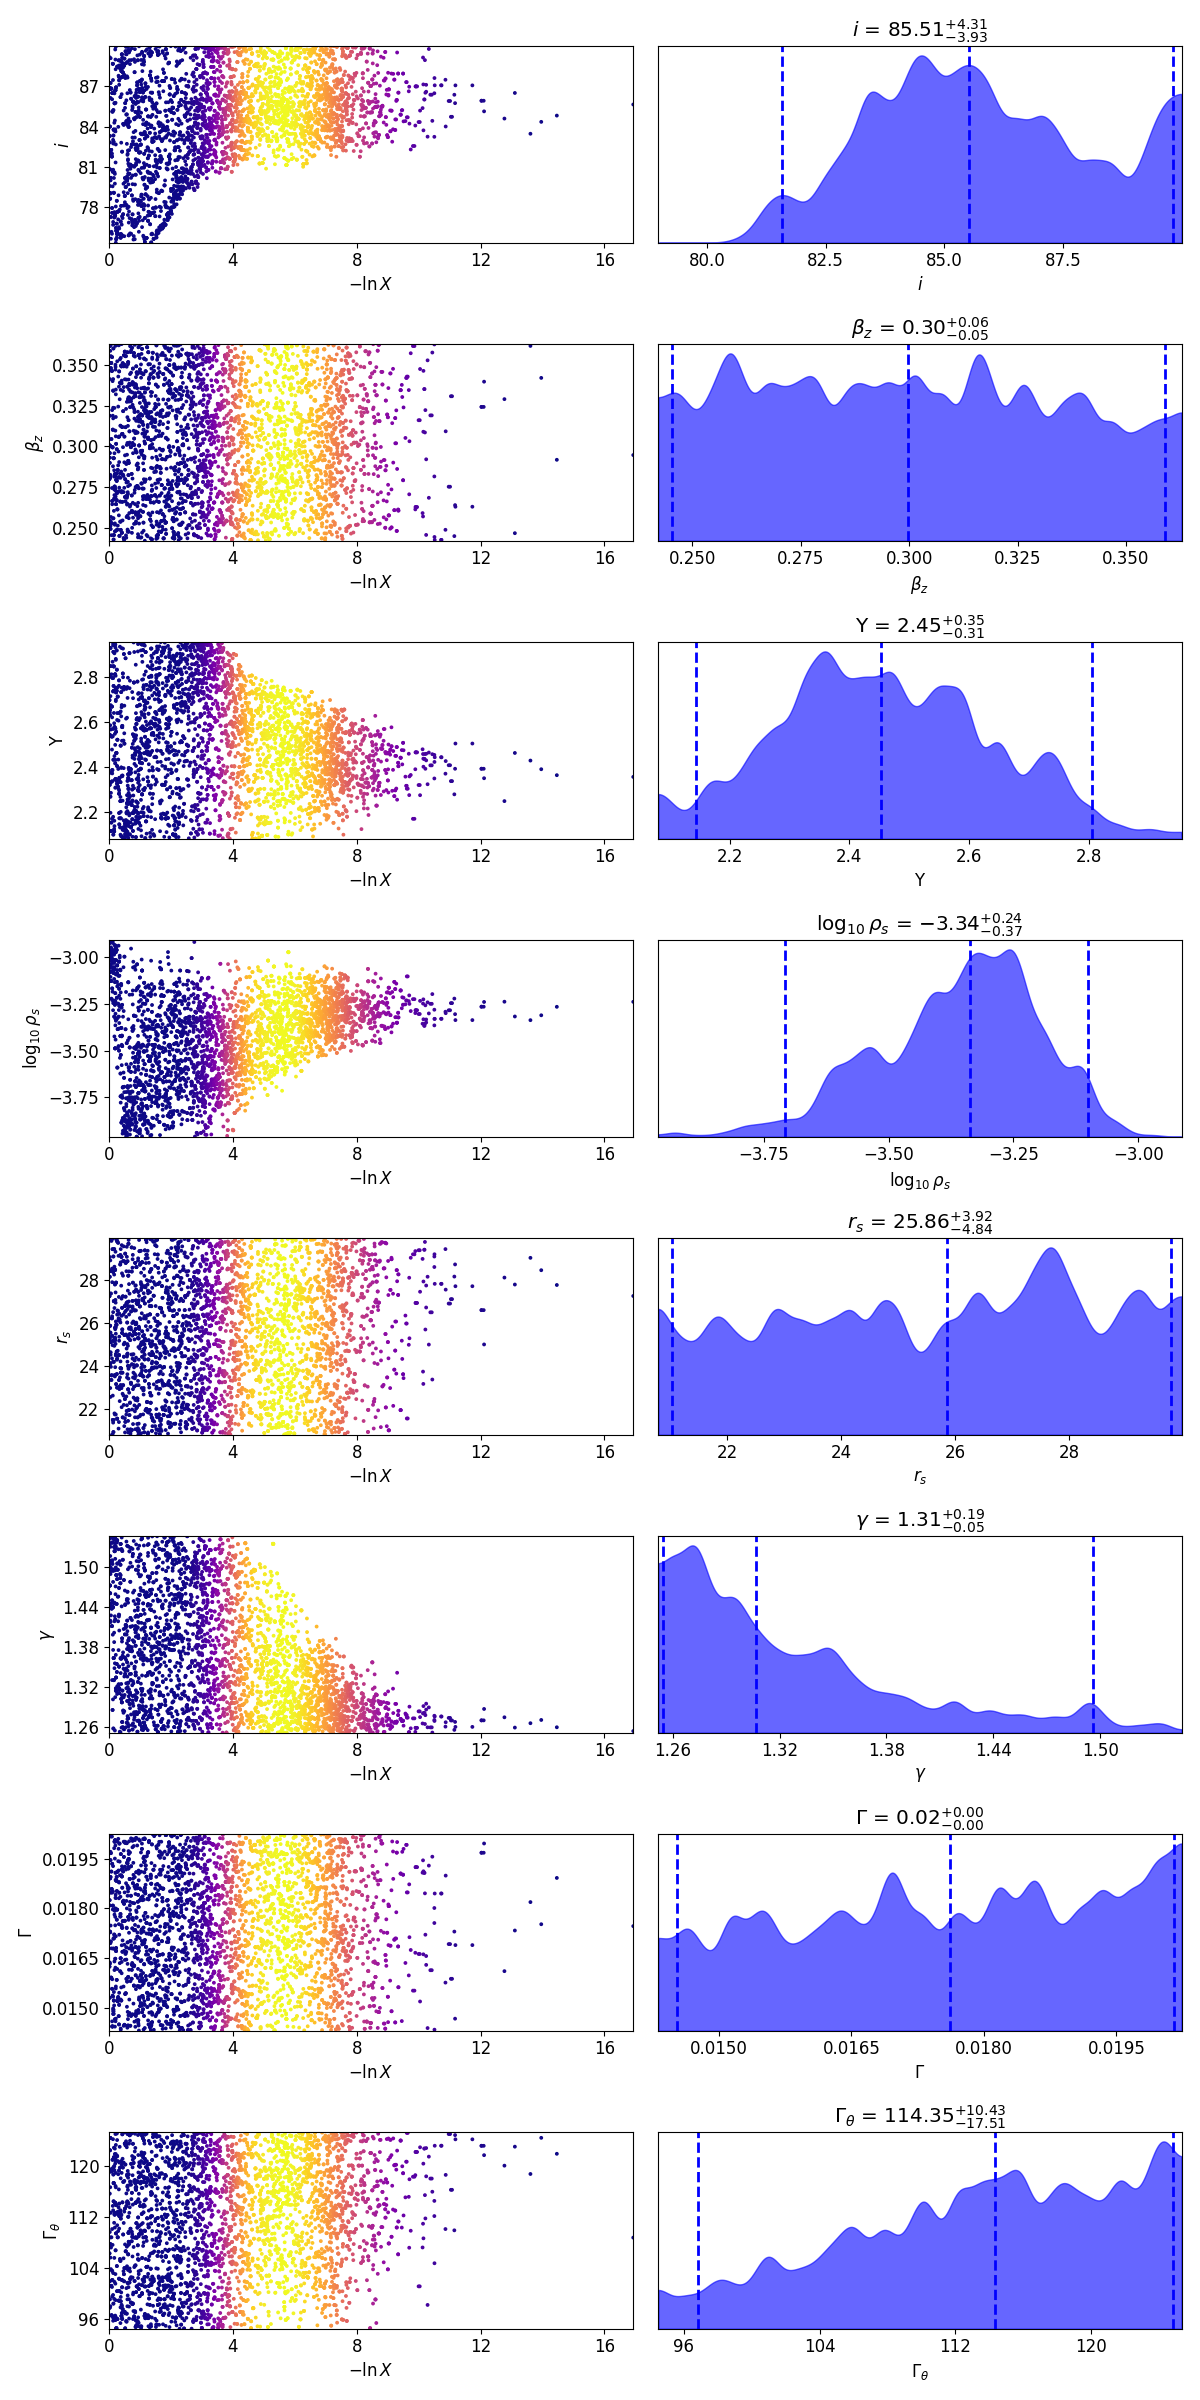 i = 85.51+4.31 −3.93
87
84
81
78
i
0 4 8 12 16
−ln X
80.0 82.5 85.0 87.5
i
βz = 0.30+0.06 −0.05
0.350
0.325
0.300
0.275
0.250
βz
0 4 8 12 16
−ln X
0.250 0.275 0.300 0.325 0.350
βz
Υ = 2.45+0.35 −0.31
2.8
2.6
2.4
2.2
Υ
0 4 8 12 16
−ln X
2.2 2.4 2.6 2.8
Υ
log10 ρs = −3.34+0.24 −0.37
−3.00
−3.25
−3.50
−3.75
log10 ρs
0 4 8 12 16
−ln X
−3.75 −3.50 −3.25 −3.00
log10 ρs
rs = 25.86+3.92 −4.84
28
26
24
22
rs
0 4 8 12 16
−ln X
22 24 26 28
rs
γ = 1.31+0.19 −0.05
1.50
1.44
1.38
1.32
1.26
γ
0 4 8 12 16
−ln X
1.26 1.32 1.38 1.44 1.50
γ
Γ = 0.02+0.00 −0.00
0.0195
0.0180
0.0165
0.0150
Γ
0 4 8 12 16
−ln X
0.0150 0.0165 0.0180 0.0195
Γ
Γθ = 114.35+10.43 −17.51
120
112
104
96
Γθ
0 4 8 12 16
−ln X
96 104 112 120
Γθ